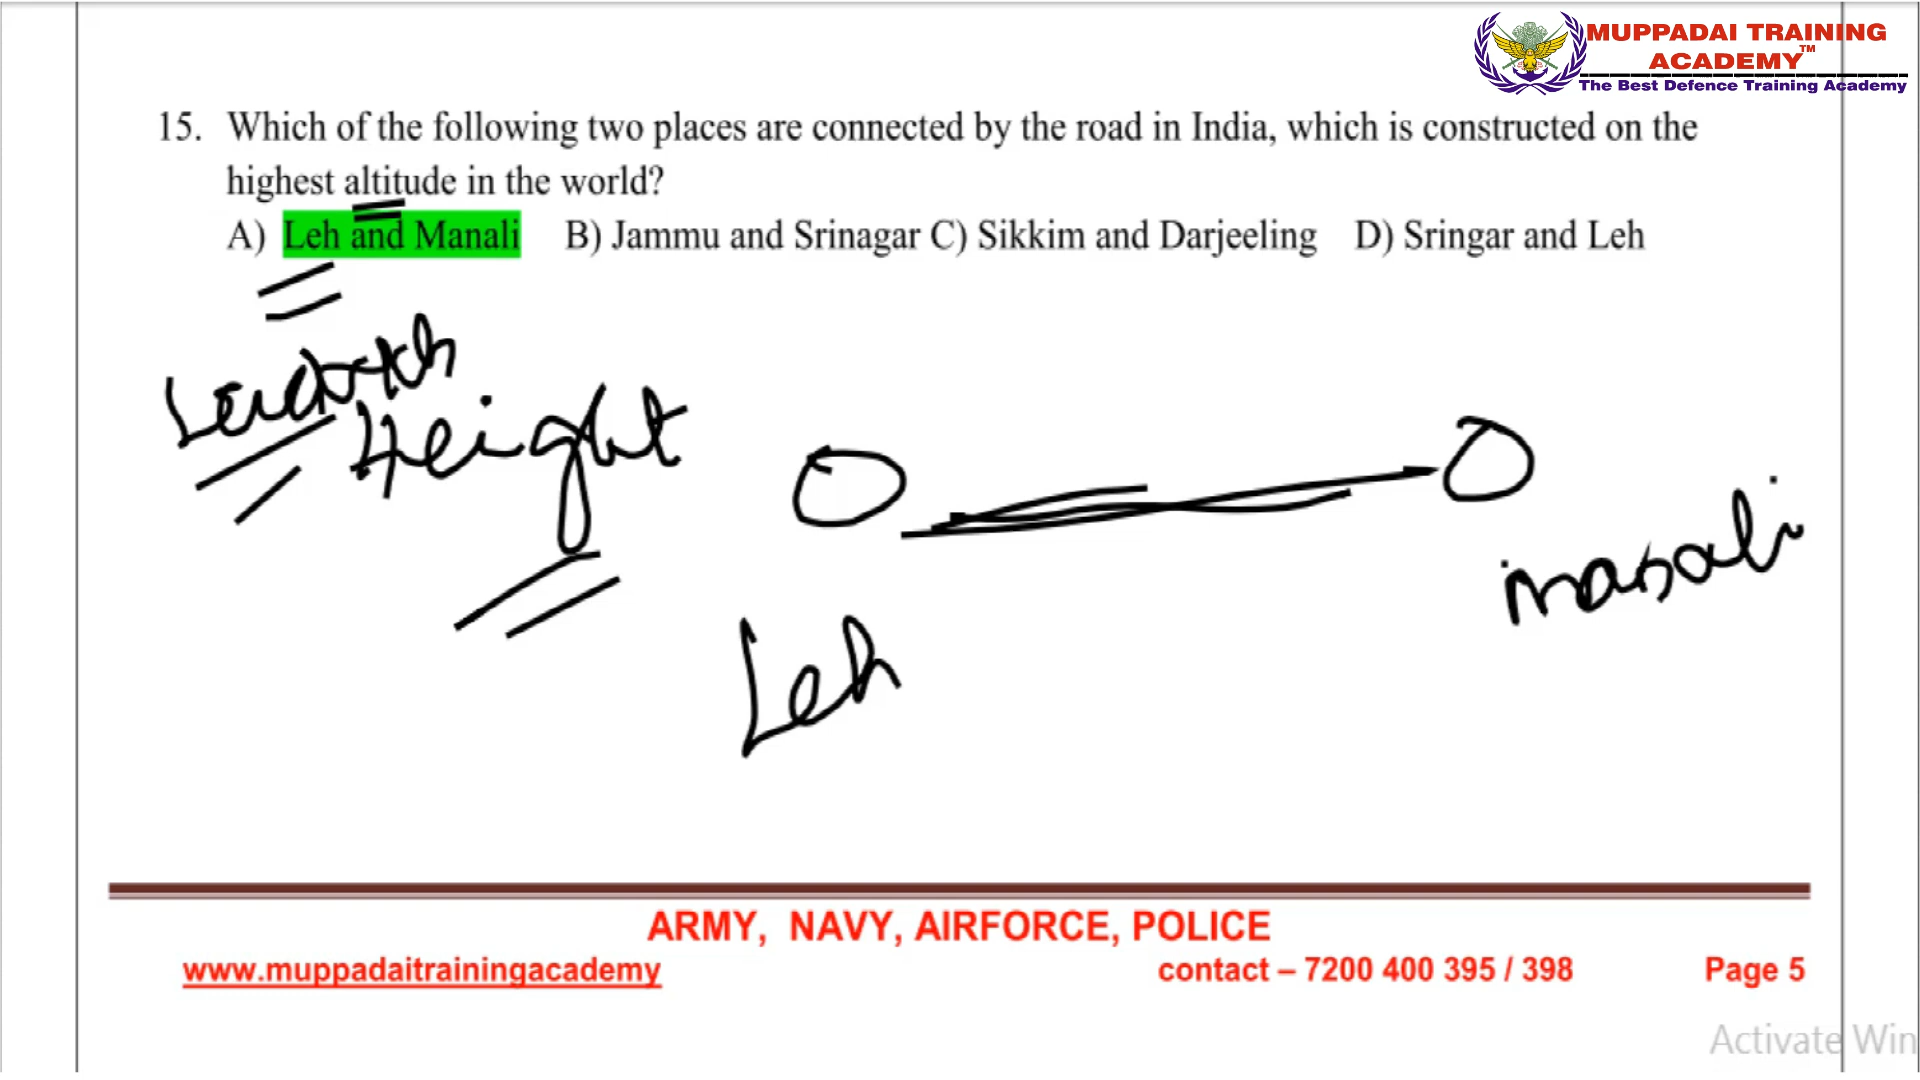 MUPPADAI TRAINING
ACADEMY™
The Best Defence Training Academy
15. Which of the following two places are connected by the road in India, which is constructed on the
highest altitude in the world?
A) Leh and Manali B) Jammu and Srinagar C) Sikkim and Darjeeling D) Sringar and Leh
Height
Manali
Leh
ARMY, NAVY, AIRFORCE, POLICE
www.muppadaitrainingacademy contact – 7200 400 395 / 398 Page 5
Activate Win